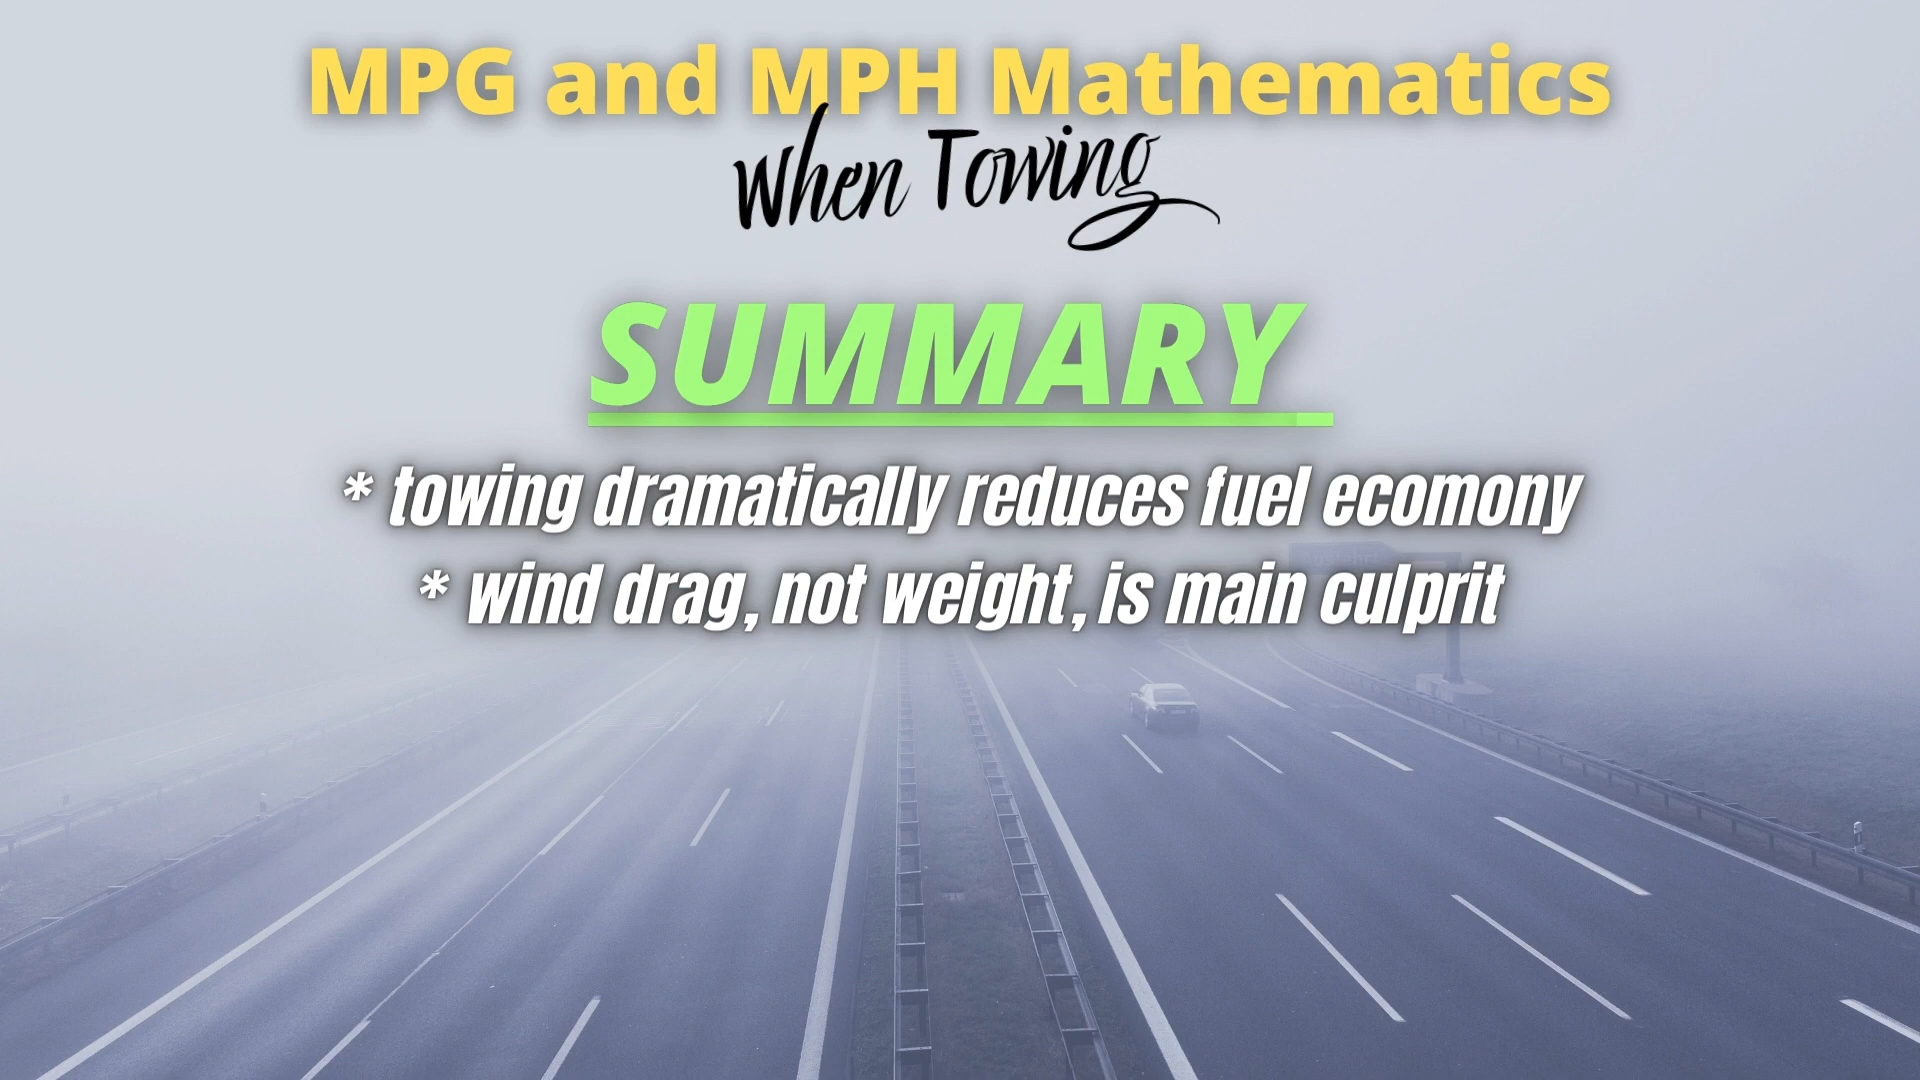 MPG and MPH Mathematics
When Towing
SUMMARY
* towing dramatically reduces fuel ecomony
* wind drag, not weight, is main culprit